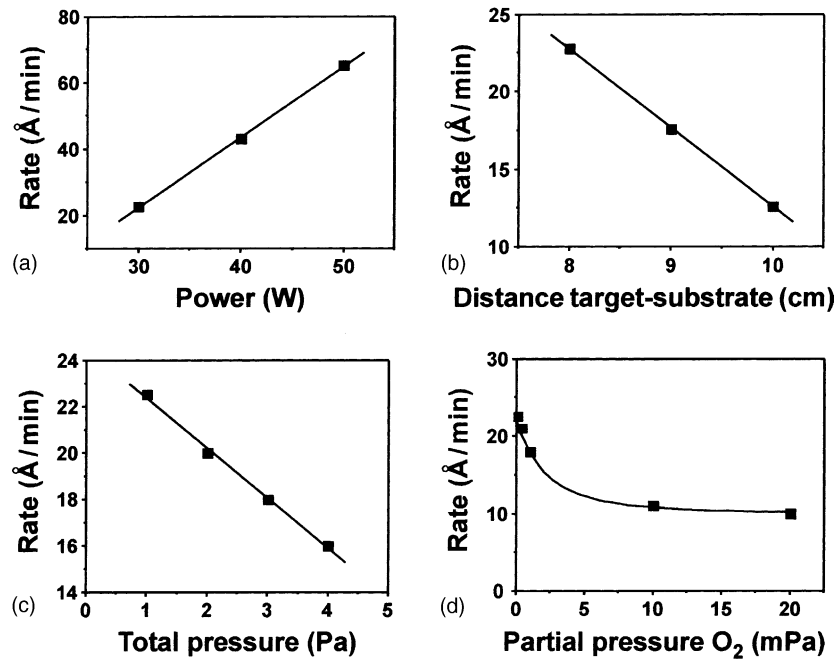 80
60
40
20
Rate (Å/min)
30 40 50
(a)
Power (W)
25
20
15
10
Rate (Å/min)
8 9 10
(b)
Distance target-substrate (cm)
24
22
20
18
16
14
Rate (Å/min)
0 1 2 3 4 5
(c)
Total pressure (Pa)
30
20
10
0
Rate (Å/min)
0 5 10 15 20
(d)
Partial pressure O₂ (mPa)